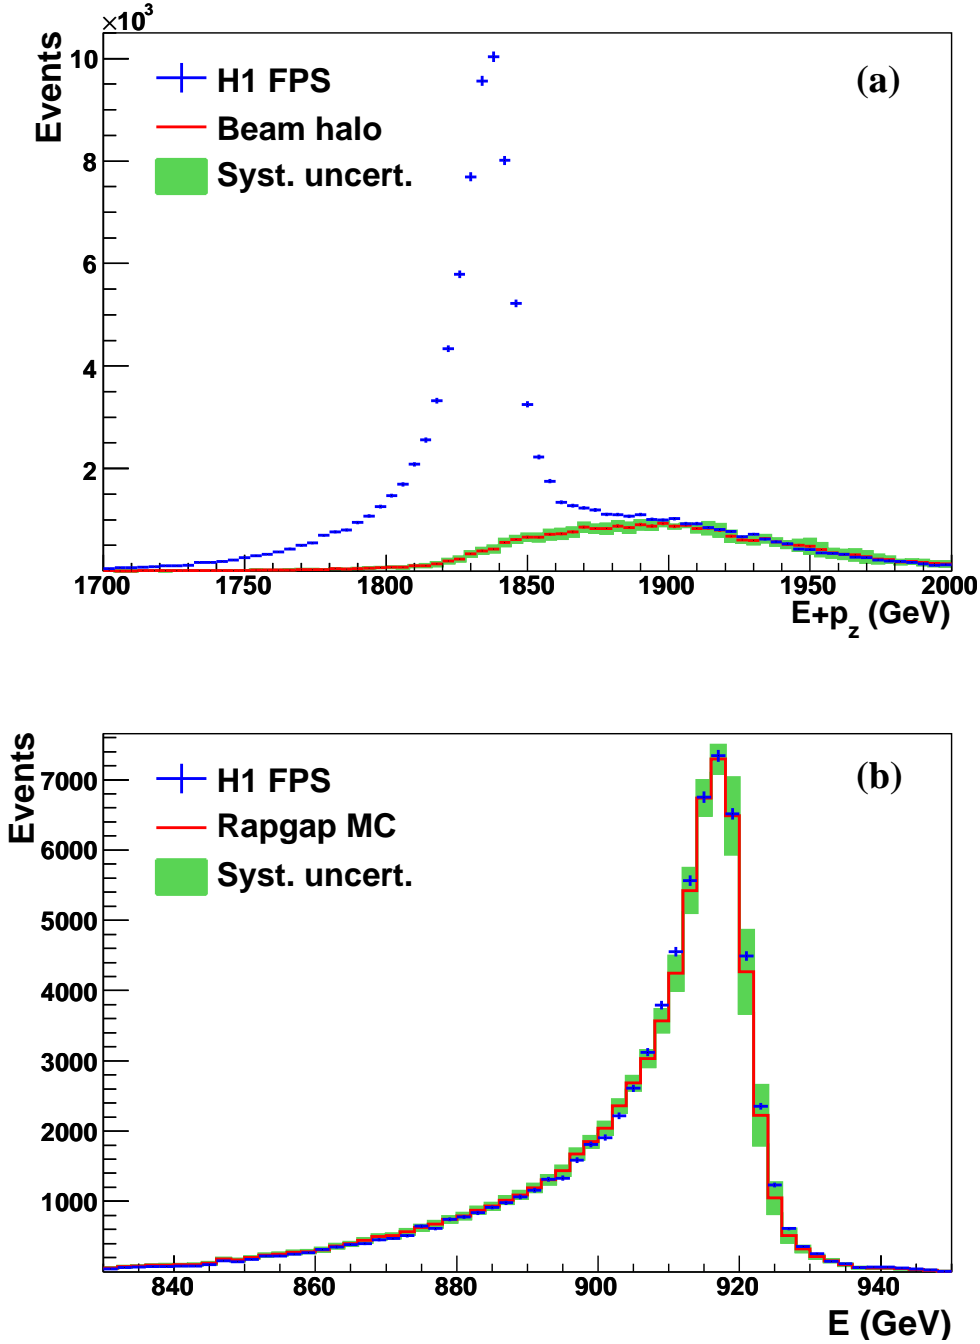 ×10³
Events
10
8
6
4
2
H1 FPS
Beam halo
Syst. uncert.
(a)
1700 1750 1800 1850 1900 1950 2000
E+p_z (GeV)
Events
7000
6000
5000
4000
3000
2000
1000
H1 FPS
Rapgap MC
Syst. uncert.
(b)
840 860 880 900 920 940
E (GeV)